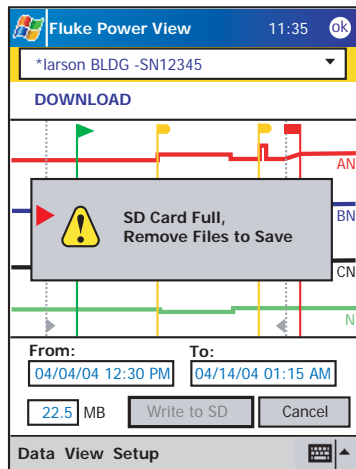 Fluke Power View 11:35 ok
*larson BLDG -SN12345
DOWNLOAD
AN
SD Card Full,
Remove Files to Save
BN
CN
N
From: To:
04/04/04 12:30 PM 04/14/04 01:15 AM
22.5 MB Write to SD Cancel
Data View Setup